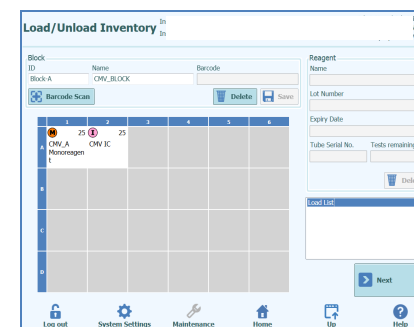 Load/Unload Inventory
In
In
Block
ID Name Barcode
Block-A CMV_BLOCK
Barcode Scan Delete Save
1 2 3 4 5 6
A
M 25 I 25
CMV_A Monoreagen t
CMV IC
B
C
D
Reagent
Name
Lot Number
Expiry Date
Tube Serial No. Tests remaining
Dele
Load List
Next
Log out System Settings Maintenance Home Up Help